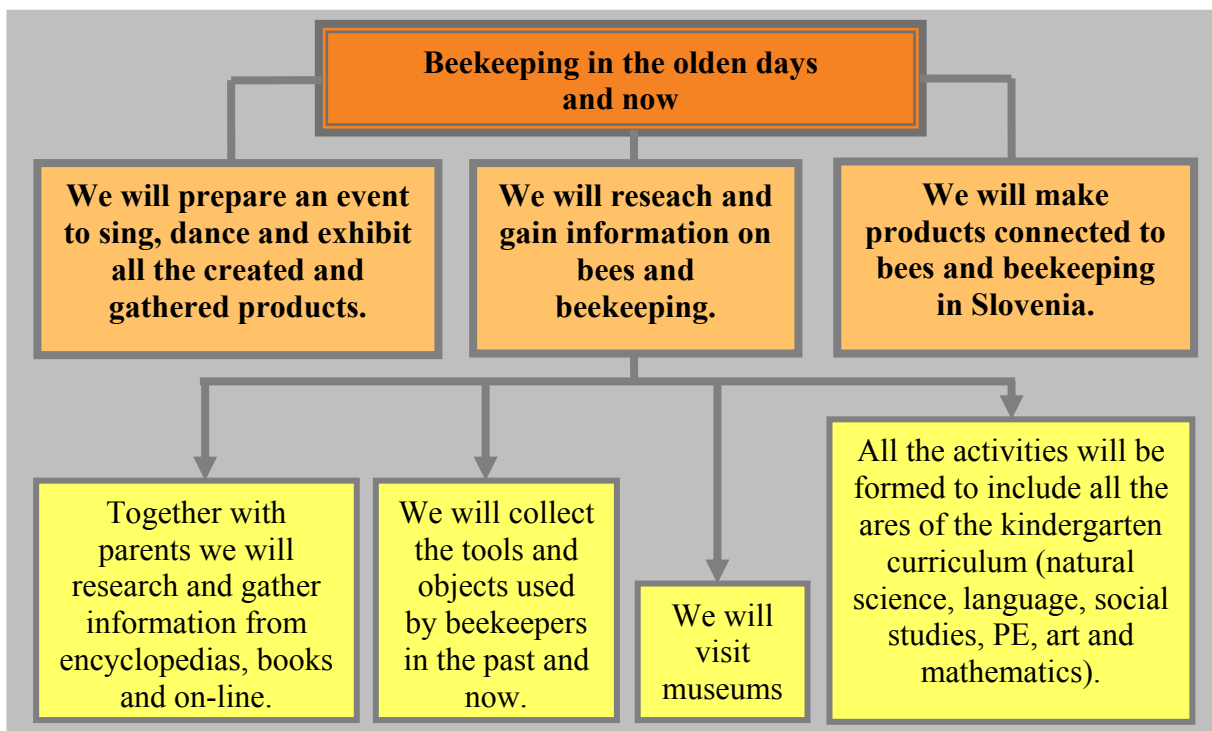 Beekeeping in the olden days
and now
We will prepare an event
to sing, dance and exhibit
all the created and
gathered products.
We will reseach and
gain information on
bees and
beekeeping.
We will make
products connected to
bees and beekeeping
in Slovenia.
Together with
parents we will
research and gather
information from
encyclopedias, books
and on-line.
We will collect
the tools and
objects used
by beekeepers
in the past and
now.
We will
visit
museums
All the activities will be
formed to include all the
ares of the kindergarten
curriculum (natural
science, language, social
studies, PE, art and
mathematics).